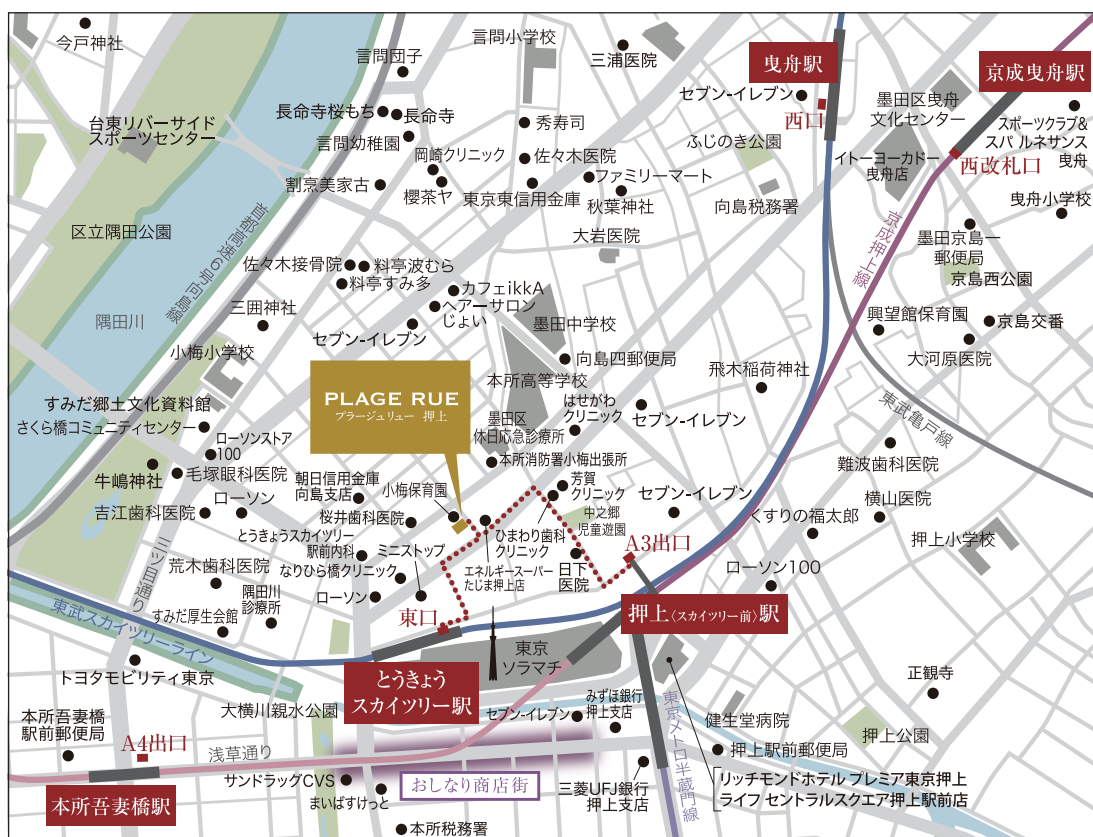 今戸神社
言問団子
言問小学校
三浦医院
曳舟駅
京成曳舟駅
台東リバーサイド
スポーツセンター
長命寺桜もち
長命寺
言問幼稚園
秀寿司
セブン-イレブン
西口
墨田区曳舟
文化センター
スポーツクラブ&
スパ ルネサンス
曳舟
岡崎クリニック
佐々木医院
ふじのき公園
イトーヨーカドー
曳舟店
西改札口
割烹美家古
櫻茶ヤ
東京東信用金庫
ファミリーマート
秋葉神社
向島税務署
曳舟小学校
区立隅田公園
首都高速6号向島線
大岩医院
京成押上線
墨田京島一
郵便局
佐々木接骨院
料亭波むら
料亭すみ多
京島西公園
隅田川
三囲神社
カフェikkA
ヘアーサロン
じょい
セブン-イレブン
墨田中学校
興望館保育園
京島交番
小梅小学校
向島四郵便局
大河原医院
PLAGE RUE
プラージュリュー 押上
本所高等学校
飛木稲荷神社
すみだ郷土文化資料館
さくら橋コミュニティセンター
墨田区
休日応急診療所
はせがわ
クリニック
セブン-イレブン
東武亀戸線
ローソンストア
100
牛嶋神社
毛塚眼科医院
朝日信用金庫
向島支店
本所消防署小梅出張所
難波歯科医院
吉江歯科医院
ローソン
小梅保育園
芳賀
クリニック
セブン-イレブン
横山医院
桜井歯科医院
中之郷
児童遊園
くすりの福太郎
とうきょうスカイツリー
駅前内科
ひまわり歯科
クリニック
A3出口
押上小学校
三ツ目通り
荒木歯科医院
なりひら橋クリニック
ミニストップ
エネルギースーパー
たじま押上店
日下
医院
ローソン100
隅田川
診療所
ローソン
東口
押上〈スカイツリー前〉駅
すみだ厚生会館
東武スカイツリーライン
東京
ソラマチ
トヨタモビリティ東京
とうきょう
スカイツリー駅
正観寺
大横川親水公園
セブン-イレブン
みずほ銀行
押上支店
東京メトロ半蔵門線
健生堂病院
本所吾妻橋
駅前郵便局
A4出口
浅草通り
押上駅前郵便局
押上公園
サンドラッグCVS
おしなり商店街
三菱UFJ銀行
押上支店
リッチモンドホテル プレミア東京押上
ライフ セントラルスクエア押上駅前店
本所吾妻橋駅
まいばすけっと
本所税務署